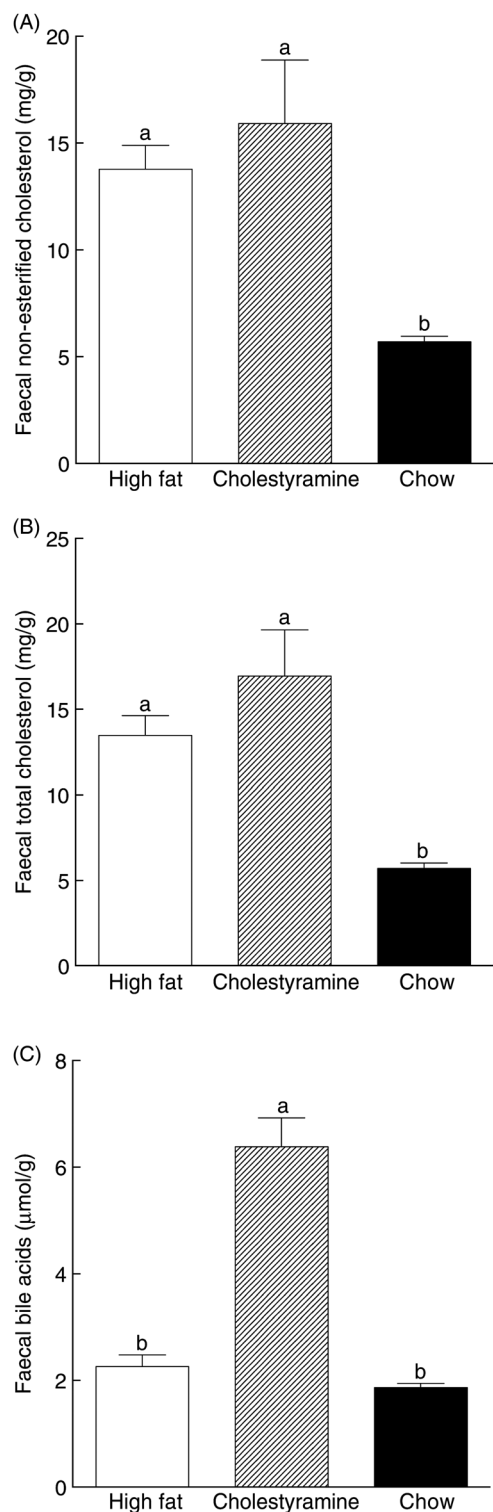 (A)
Faecal non-esterified cholesterol (mg/g)
20
15
10
5
0
a
a
b
High fat
Cholestyramine
Chow
(B)
Faecal total cholesterol (mg/g)
25
20
15
10
5
0
a
a
b
High fat
Cholestyramine
Chow
(C)
Faecal bile acids (μmol/g)
8
6
4
2
0
b
a
b
High fat
Cholestyramine
Chow